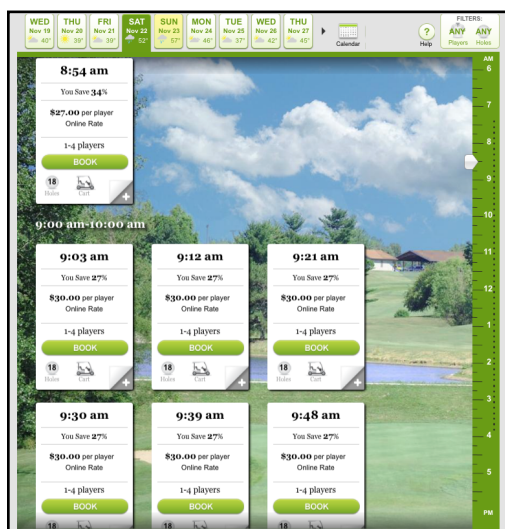 WED THU FRI SAT SUN MON TUE WED THU FILTERS:
Nov 19 Nov 20 Nov 21 Nov 22 Nov 23 Nov 24 Nov 25 Nov 26 Nov 27 ? ANY ANY
40° 39° 39° 52° 57° 46° 37° 42° 45° Calendar Help Players Holes
8:54 am
You Save 34%
$27.00 per player
Online Rate
1-4 players
BOOK
18
Holes Cart
+
9:00 am-10:00 am
9:03 am 9:12 am 9:21 am
You Save 27% You Save 27% You Save 27%
$30.00 per player $30.00 per player $30.00 per player
Online Rate Online Rate Online Rate
1-4 players 1-4 players 1-4 players
BOOK BOOK BOOK
18 18 18
Holes Cart Holes Cart Holes Cart
+ + +
9:30 am 9:39 am 9:48 am
You Save 27% You Save 27% You Save 27%
$30.00 per player $30.00 per player $30.00 per player
Online Rate Online Rate Online Rate
1-4 players 1-4 players 1-4 players
BOOK BOOK BOOK
18 18 18
AM
6
7
9
10
11
12
1
2
3
4
5
PM